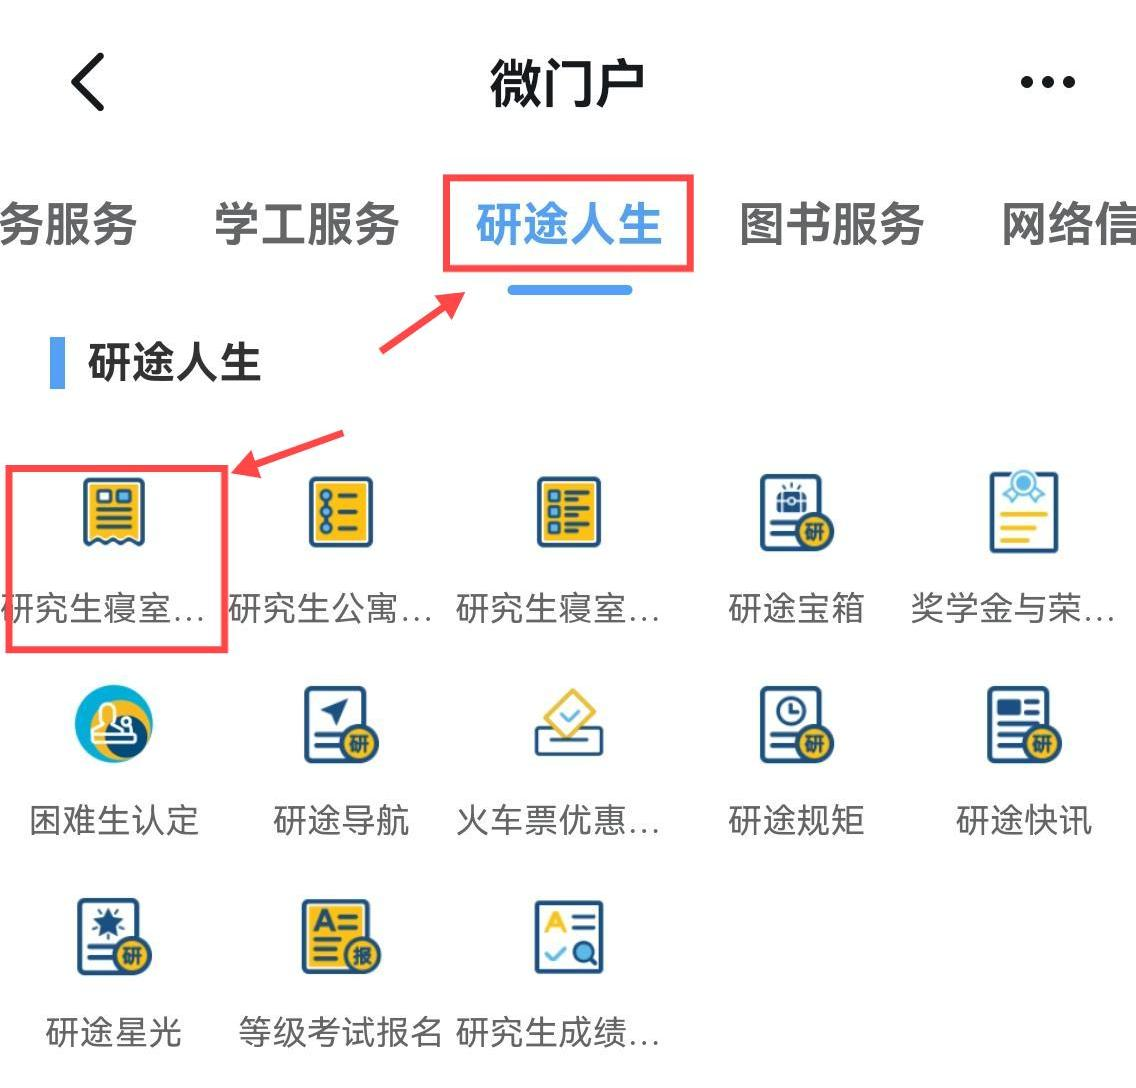 微门户
务服务 学工服务 研途人生 图书服务 网络信
研途人生
研
研究生寝室... 研究生公寓... 研究生寝室... 研途宝箱 奖学金与荣...
研 研 研
困难生认定 研途导航 火车票优惠... 研途规矩 研途快讯
研 A 报 A
研途星光 等级考试报名 研究生成绩...